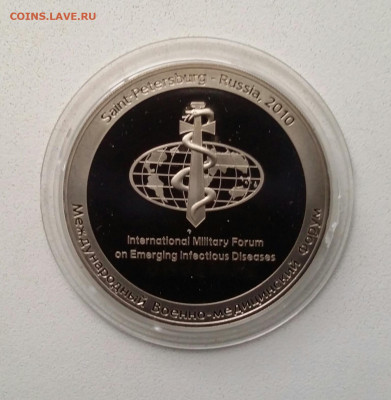 COINS.LAVE.RU
Saint-Petersburg - Russia, 2010
International Military Forum
on Emerging Infectious Diseases
Международный Военно-медицинский Форум